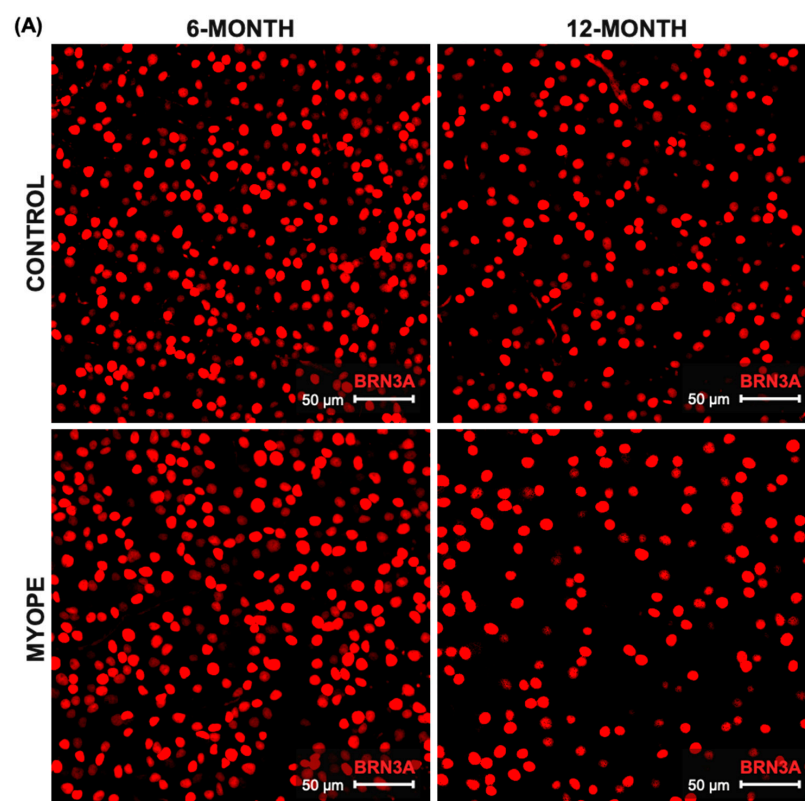 (A)
6-MONTH
12-MONTH
CONTROL
BRN3A
50 µm
BRN3A
50 µm
MYOPE
BRN3A
50 µm
BRN3A
50 µm